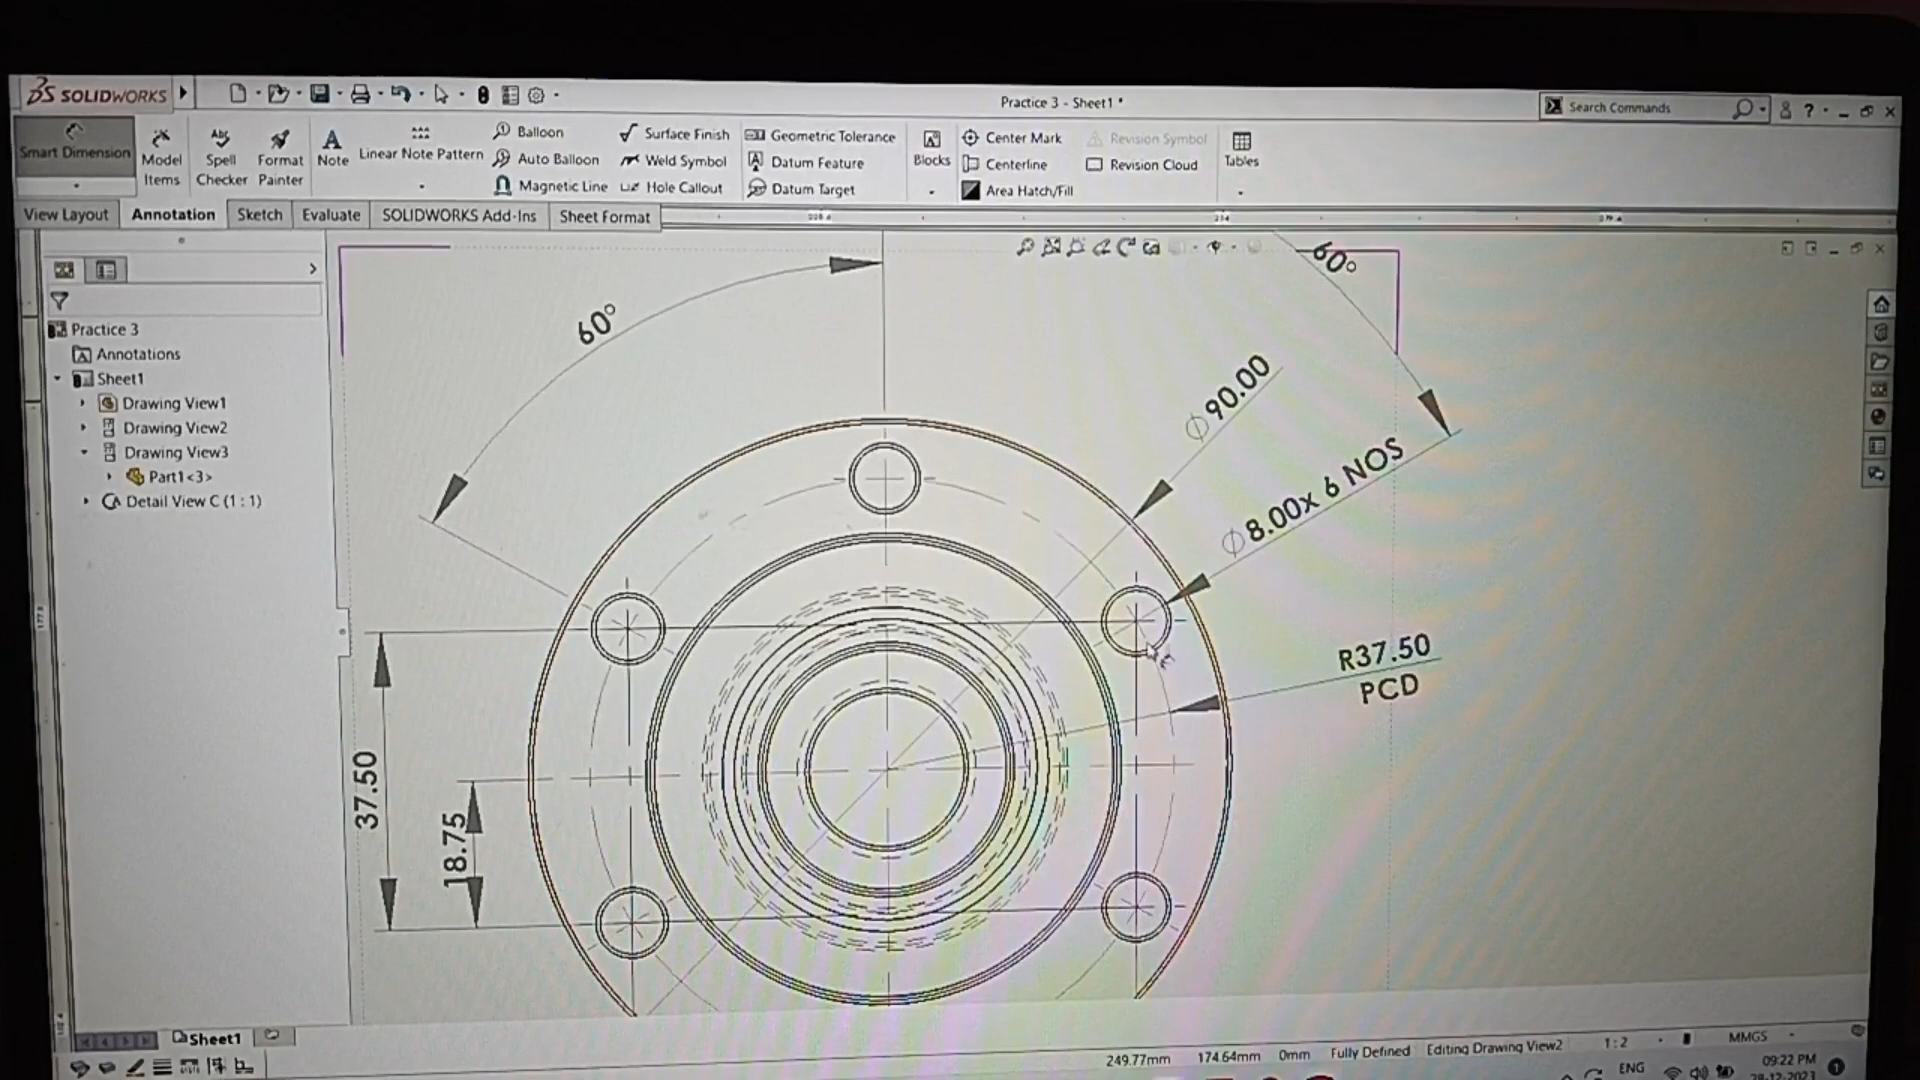 SOLIDWORKS
Practice 3 - Sheet1 *
Search Commands
Smart Dimension
Model Items
Spell Checker
Format Painter
Note
Linear Note Pattern
Balloon
Auto Balloon
Magnetic Line
Surface Finish
Weld Symbol
Hole Callout
Geometric Tolerance
Datum Feature
Datum Target
Blocks
Center Mark
Centerline
Area Hatch/Fill
Revision Symbol
Revision Cloud
Tables
View Layout
Annotation
Sketch
Evaluate
SOLIDWORKS Add-Ins
Sheet Format
Practice 3
Annotations
Sheet1
Drawing View1
Drawing View2
Drawing View3
Part1<3>
Detail View C (1 : 1)
60°
60°
∅90.00
∅8.00x 6 NOS
R37.50
PCD
37.50
18.75
Sheet1
249.77mm
174.64mm
0mm
Fully Defined
Editing Drawing View2
1 : 2
MMGS
ENG
09:22 PM
28-12-2023